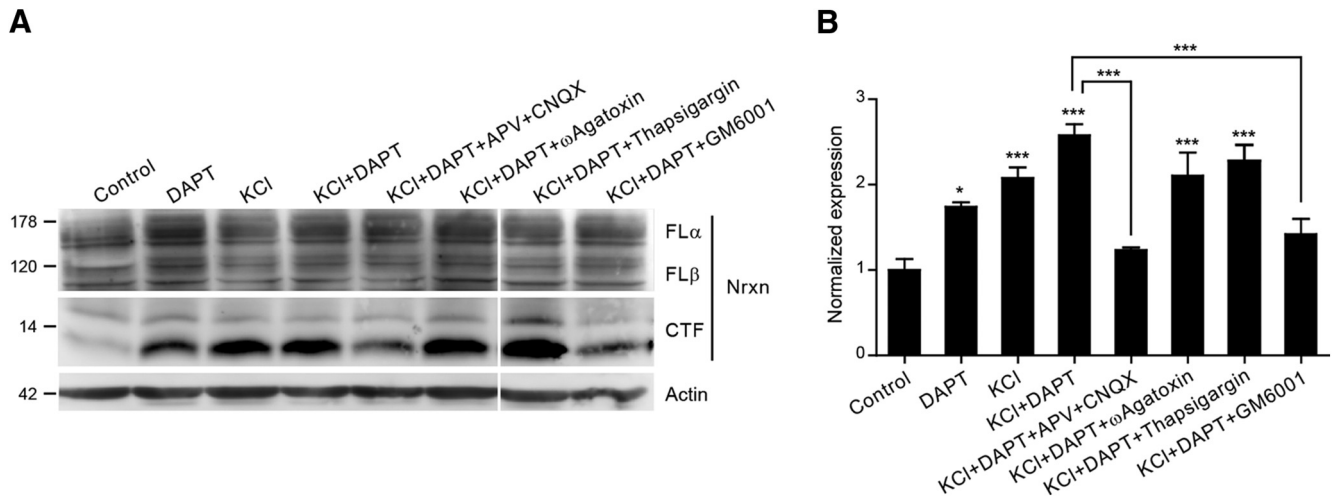 A
Control
DAPT
KCl
KCl+DAPT
KCl+DAPT+APV+CNQX
KCl+DAPT+ωAgatoxin
KCl+DAPT+Thapsigargin
KCl+DAPT+GM6001
178
120
14
42
FLα
FLβ
CTF
Nrxn
Actin
B
Normalized expression
3
2
1
0
*
***
***
***
***
***
***
Control
DAPT
KCl
KCl+DAPT
KCl+DAPT+APV+CNQX
KCl+DAPT+ωAgatoxin
KCl+DAPT+Thapsigargin
KCl+DAPT+GM6001